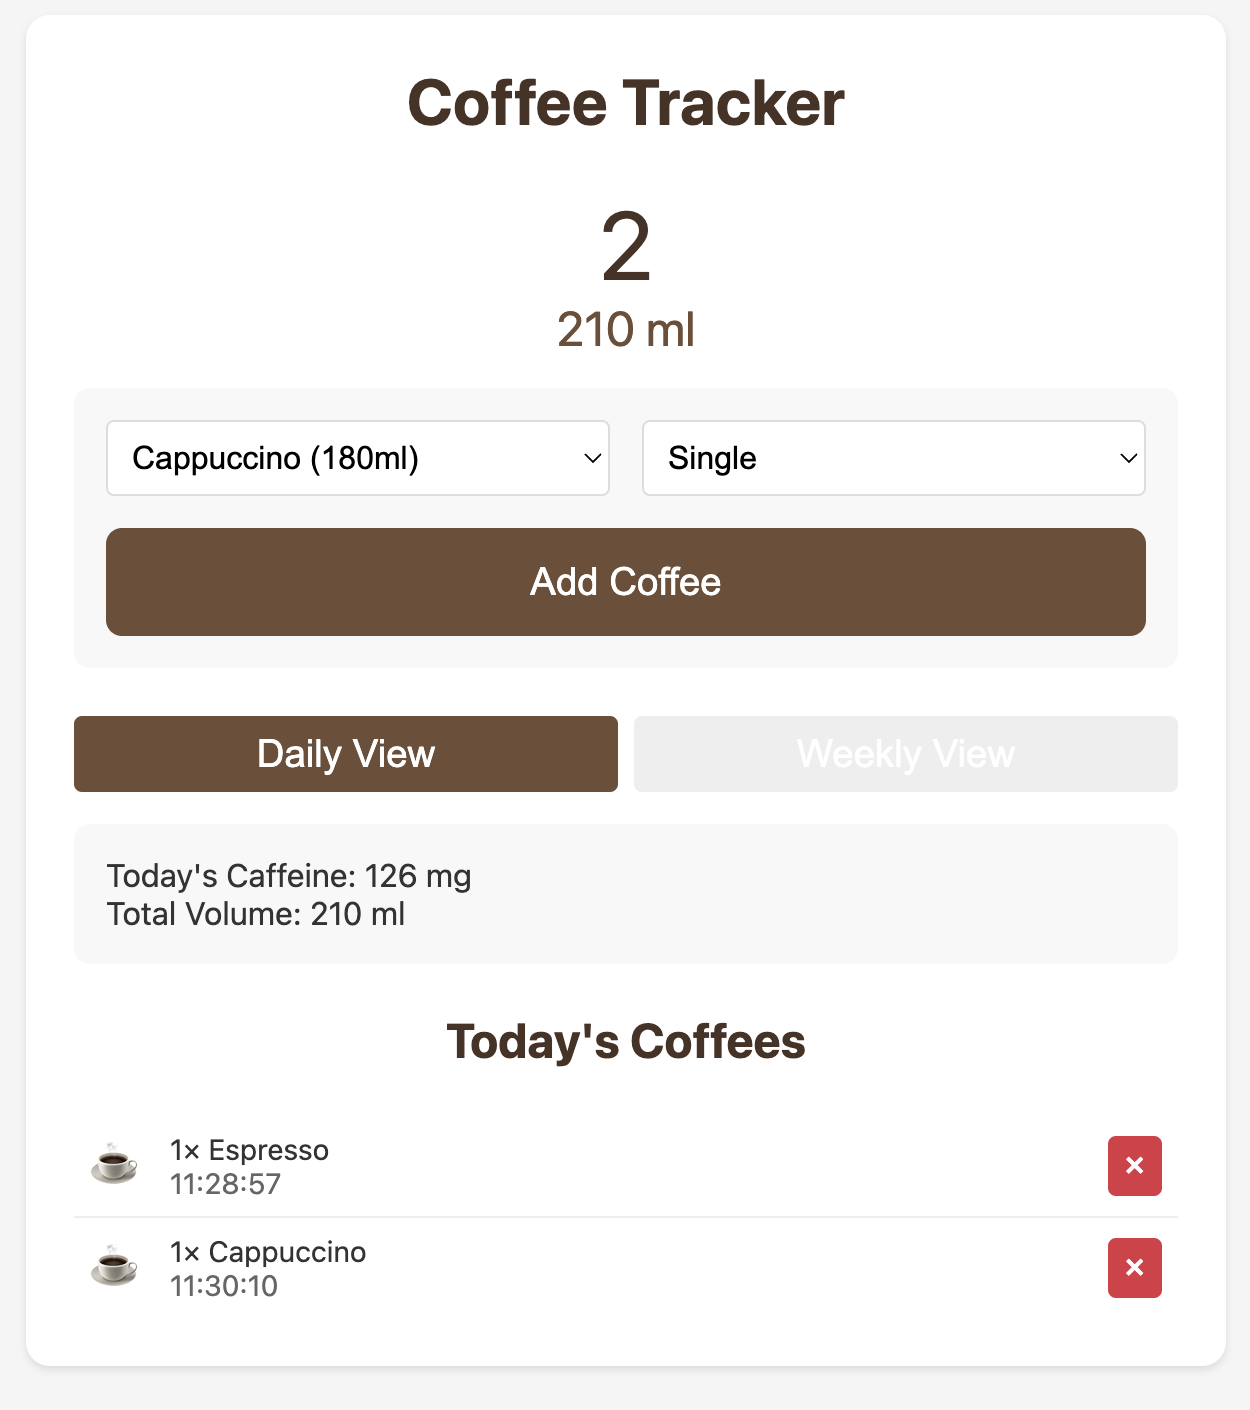 Coffee Tracker
2
210 ml
Cappuccino (180ml)
Single
Add Coffee
Daily View
Weekly View
Today's Caffeine: 126 mg
Total Volume: 210 ml
Today's Coffees
1× Espresso
11:28:57
×
1× Cappuccino
11:30:10
×